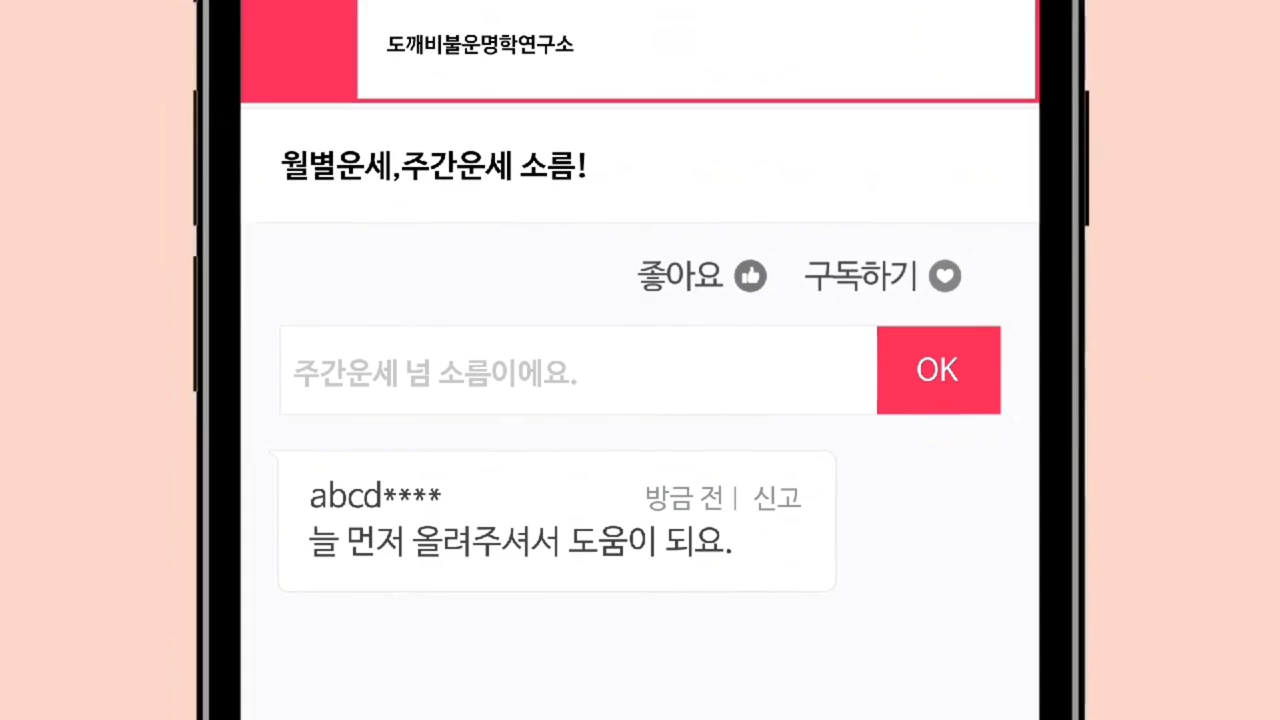 도깨비불운명학연구소
월별운세,주간운세 소름!
좋아요 구독하기
주간운세 넘 소름이에요.
OK
abcd****
방금 전 | 신고
늘 먼저 올려주셔서 도움이 되요.